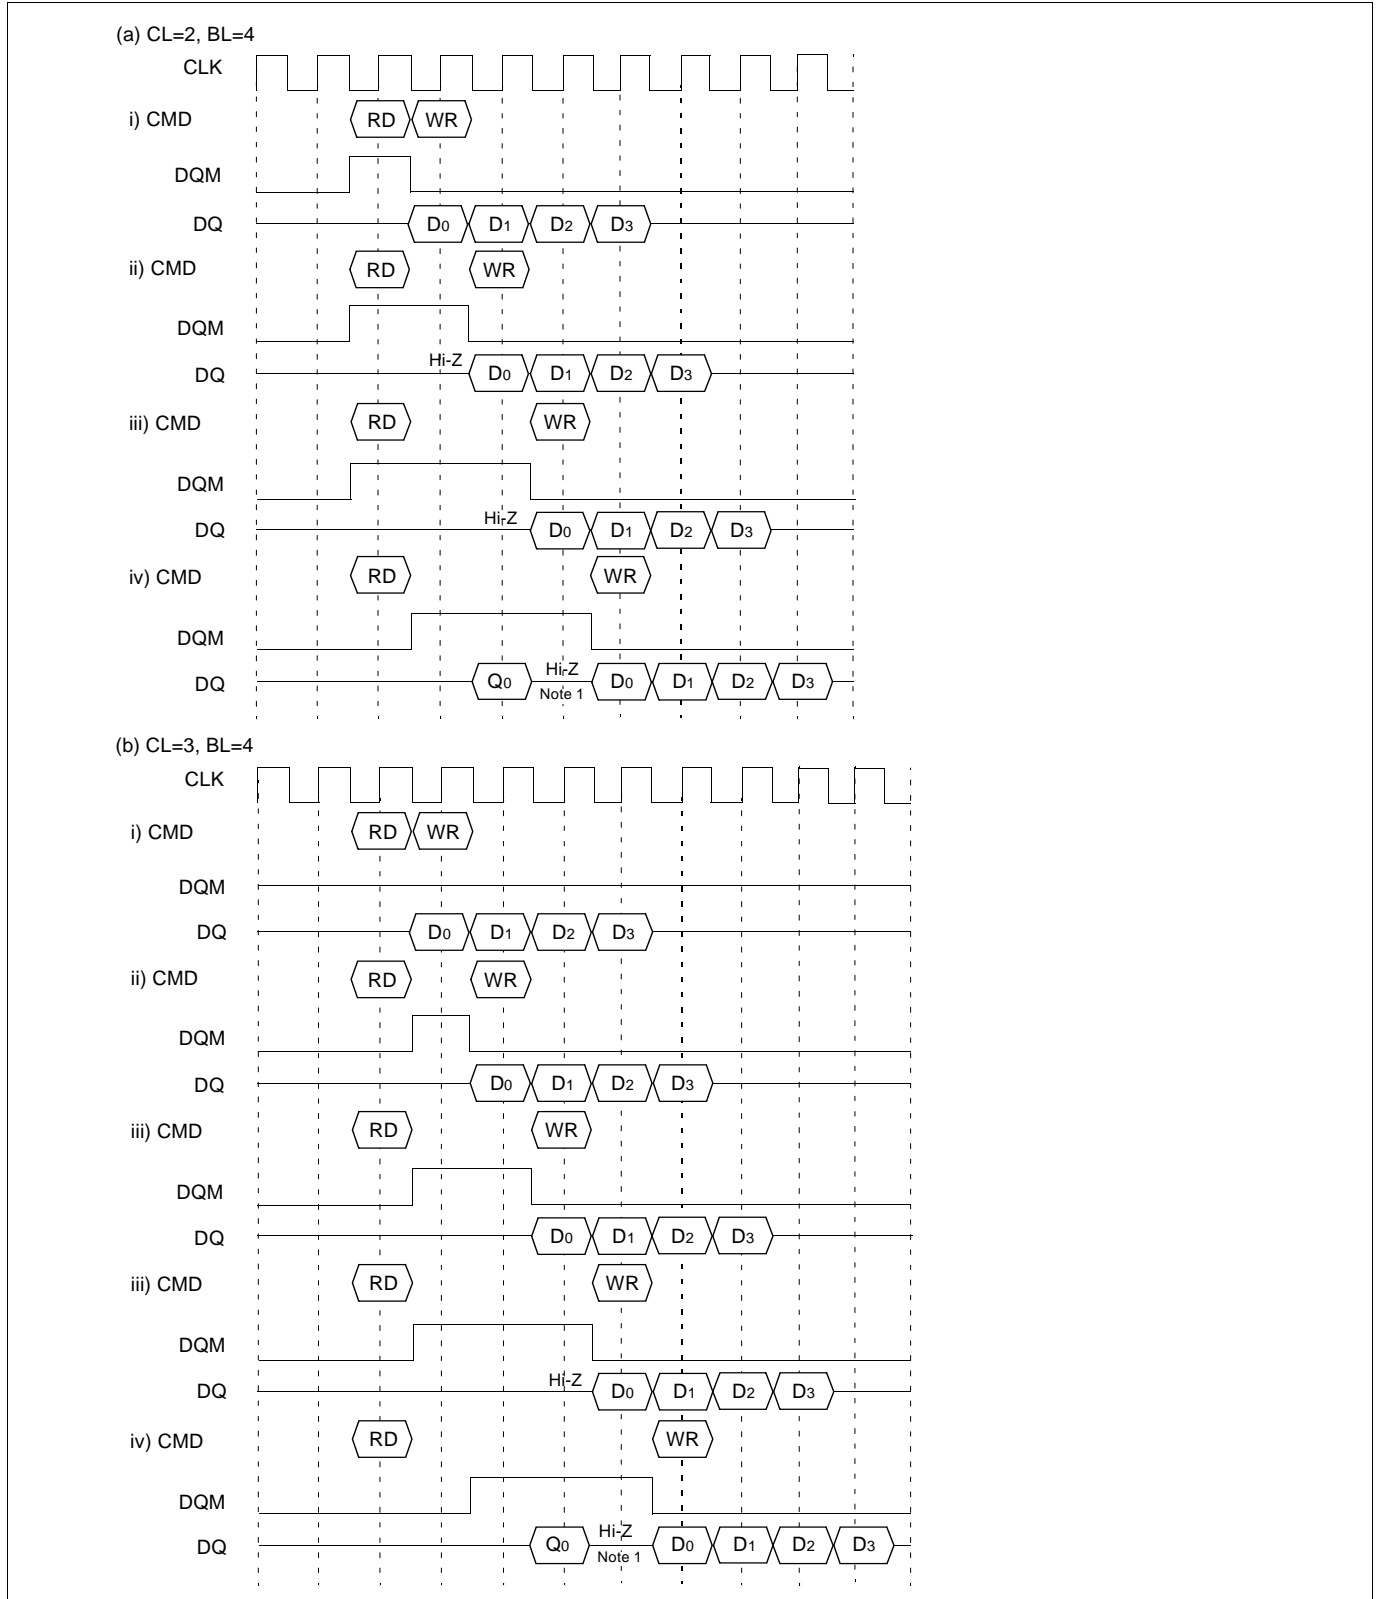 (a) CL=2, BL=4
CLK
i) CMD RD WR
DQM
DQ D0 D1 D2 D3
ii) CMD RD WR
DQM
Hi-Z
DQ D0 D1 D2 D3
iii) CMD RD WR
DQM
Hi-Z
DQ D0 D1 D2 D3
iv) CMD RD WR
DQM
Hi-Z
DQ Q0 D0 D1 D2 D3
Note 1
(b) CL=3, BL=4
CLK
i) CMD RD WR
DQM
DQ D0 D1 D2 D3
ii) CMD RD WR
DQM
DQ D0 D1 D2 D3
iii) CMD RD WR
DQM
DQ D0 D1 D2 D3
iii) CMD RD WR
DQM
Hi-Z
DQ D0 D1 D2 D3
iv) CMD RD WR
DQM
Hi-Z
DQ Q0 D0 D1 D2 D3
Note 1